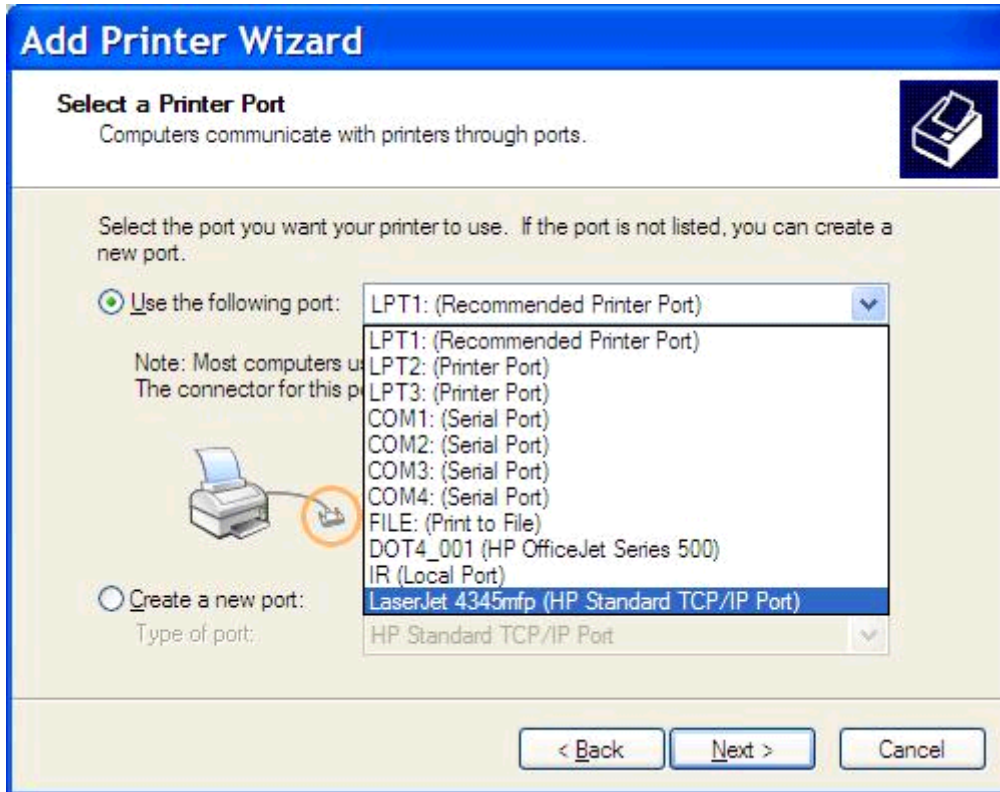 Add Printer Wizard
Select a Printer Port
Computers communicate with printers through ports.
Select the port you want your printer to use. If the port is not listed, you can create a
new port.
Use the following port:
LPT1: (Recommended Printer Port)
LPT1: (Recommended Printer Port)
Note: Most computers u
LPT2: (Printer Port)
The connector for this p
LPT3: (Printer Port)
COM1: (Serial Port)
COM2: (Serial Port)
COM3: (Serial Port)
COM4: (Serial Port)
FILE: (Print to File)
DOT4_001 (HP OfficeJet Series 500)
IR (Local Port)
LaserJet 4345mfp (HP Standard TCP/IP Port)
Create a new port:
Type of port:
HP Standard TCP/IP Port
< Back
Next >
Cancel